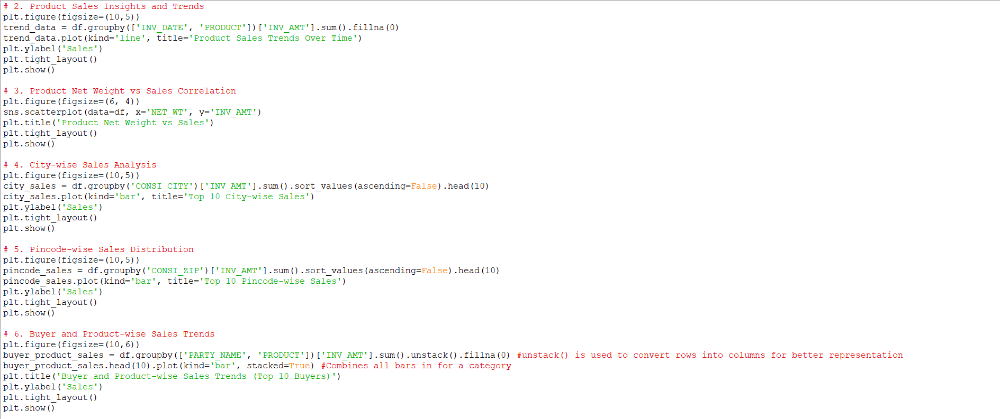 # 2. Product Sales Insights and Trends
plt.figure(figsize=(10,5))
trend_data = df.groupby(['INV_DATE', 'PRODUCT'])['INV_AMT'].sum().fillna(0)
trend_data.plot(kind='line', title='Product Sales Trends Over Time')
plt.ylabel('Sales')
plt.tight_layout()
plt.show()

# 3. Product Net Weight vs Sales Correlation
plt.figure(figsize=(6, 4))
sns.scatterplot(data=df, x='NET_WT', y='INV_AMT')
plt.title('Product Net Weight vs Sales')
plt.tight_layout()
plt.show()

# 4. City-wise Sales Analysis
plt.figure(figsize=(10,5))
city_sales = df.groupby('CONSI_CITY')['INV_AMT'].sum().sort_values(ascending=False).head(10)
city_sales.plot(kind='bar', title='Top 10 City-wise Sales')
plt.ylabel('Sales')
plt.tight_layout()
plt.show()

# 5. Pincode-wise Sales Distribution
plt.figure(figsize=(10,5))
pincode_sales = df.groupby('CONSI_ZIP')['INV_AMT'].sum().sort_values(ascending=False).head(10)
pincode_sales.plot(kind='bar', title='Top 10 Pincode-wise Sales')
plt.ylabel('Sales')
plt.tight_layout()
plt.show()

# 6. Buyer and Product-wise Sales Trends
plt.figure(figsize=(10,6))
buyer_product_sales = df.groupby(['PARTY_NAME', 'PRODUCT'])['INV_AMT'].sum().unstack().fillna(0) #unstack() is used to convert rows into columns for better representation
buyer_product_sales.head(10).plot(kind='bar', stacked=True) #Combines all bars in for a category
plt.title('Buyer and Product-wise Sales Trends (Top 10 Buyers)')
plt.ylabel('Sales')
plt.tight_layout()
plt.show()